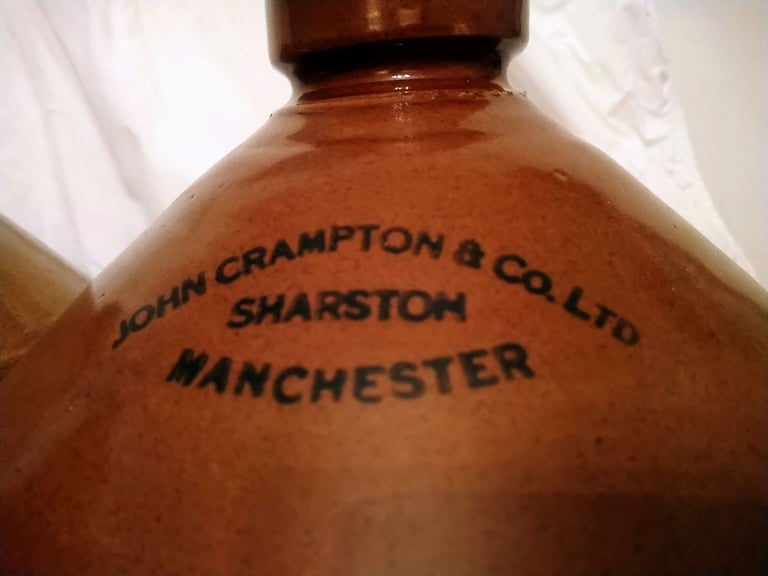 JOHN CRAMPTON & CO. LTD
SHARSTON
MANCHESTER